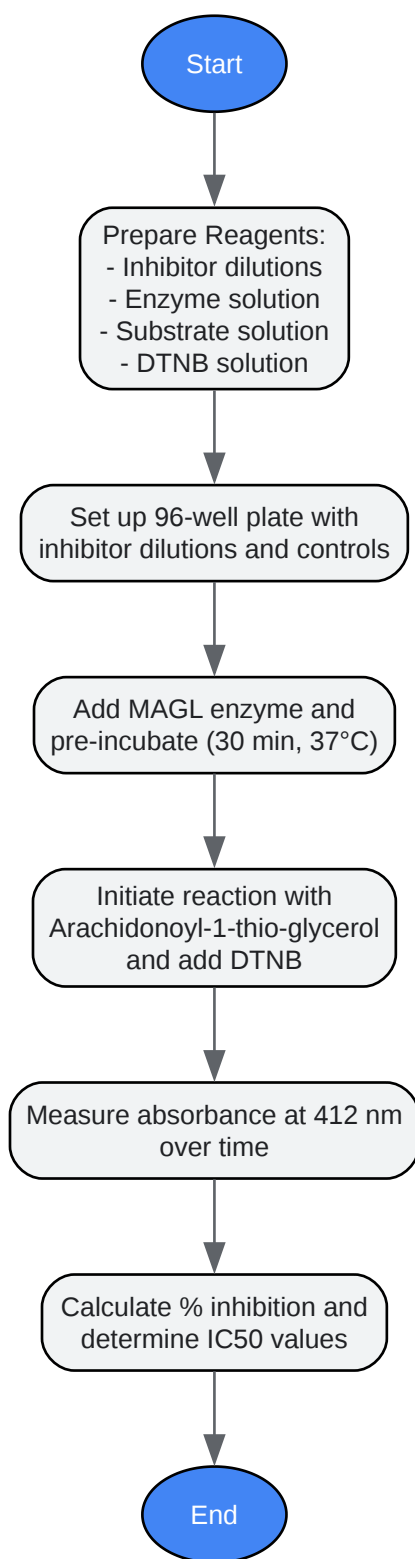 Start
Prepare Reagents:
- Inhibitor dilutions
- Enzyme solution
- Substrate solution
- DTNB solution
Set up 96-well plate with
inhibitor dilutions and controls
Add MAGL enzyme and
pre-incubate (30 min, 37°C)
Initiate reaction with
Arachidonoyl-1-thio-glycerol
and add DTNB
Measure absorbance at 412 nm
over time
Calculate % inhibition and
determine IC50 values
End